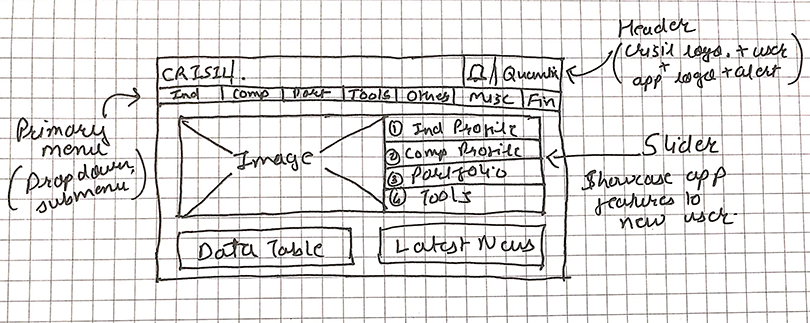 Header
(Crisil logo. + user
+
app logo + alert)
CRISIL.
Quantix
Ind | Comp | Port | Tools | Others | Misc | Fin
Primary
menu
(Dropdown,
submenu)
Image
① Ind Profile
② Comp Profile
③ Portfolio
④ Tools
Slider
Showcase app
features to
new user.
Data Table
Latest News